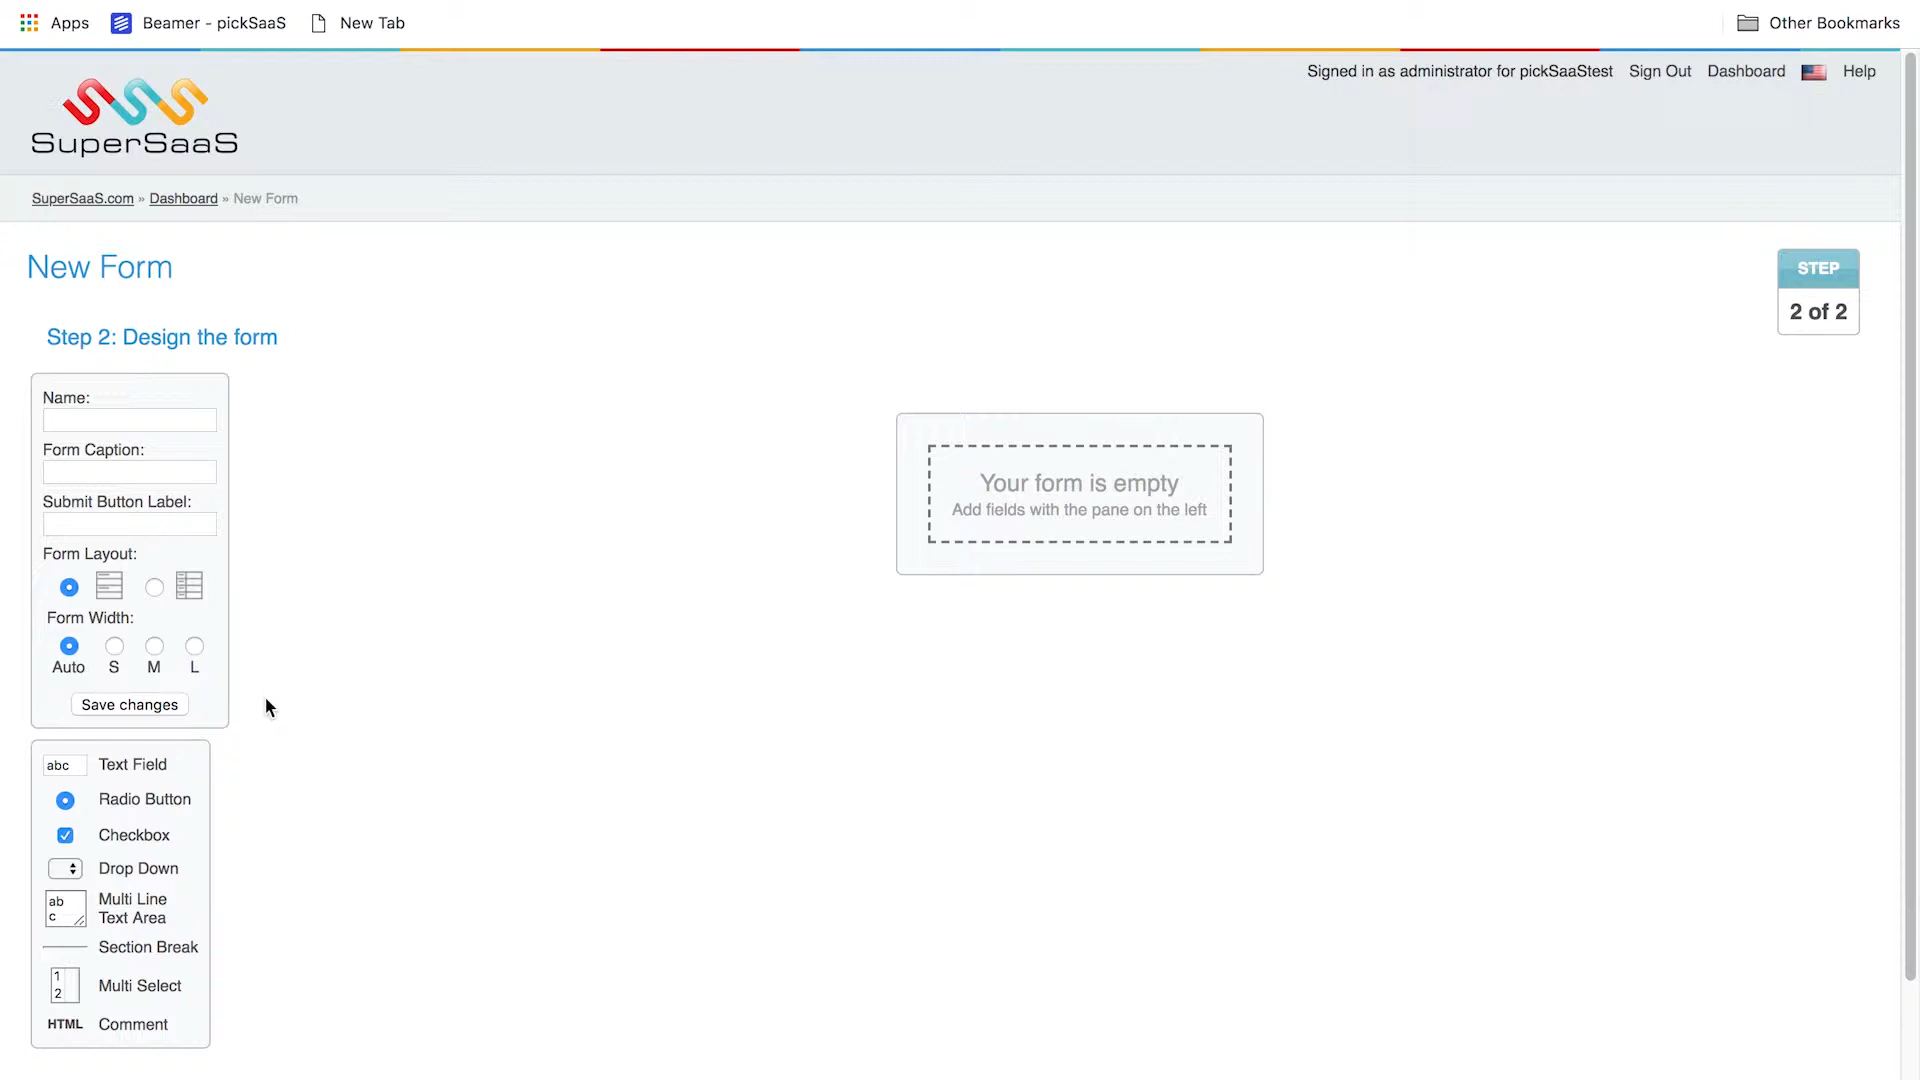 Apps
Beamer - pickSaaS
New Tab
Other Bookmarks
Signed in as administrator for pickSaaStest
Sign Out
Dashboard
Help
SuperSaaS
SuperSaaS.com » Dashboard » New Form
New Form
STEP
2 of 2
Step 2: Design the form
Name:
Form Caption:
Submit Button Label:
Form Layout:
Form Width:
Auto S M L
Save changes
Your form is empty
Add fields with the pane on the left
abc Text Field
Radio Button
Checkbox
Drop Down
ab
c
Multi Line
Text Area
Section Break
1
2
Multi Select
HTML Comment